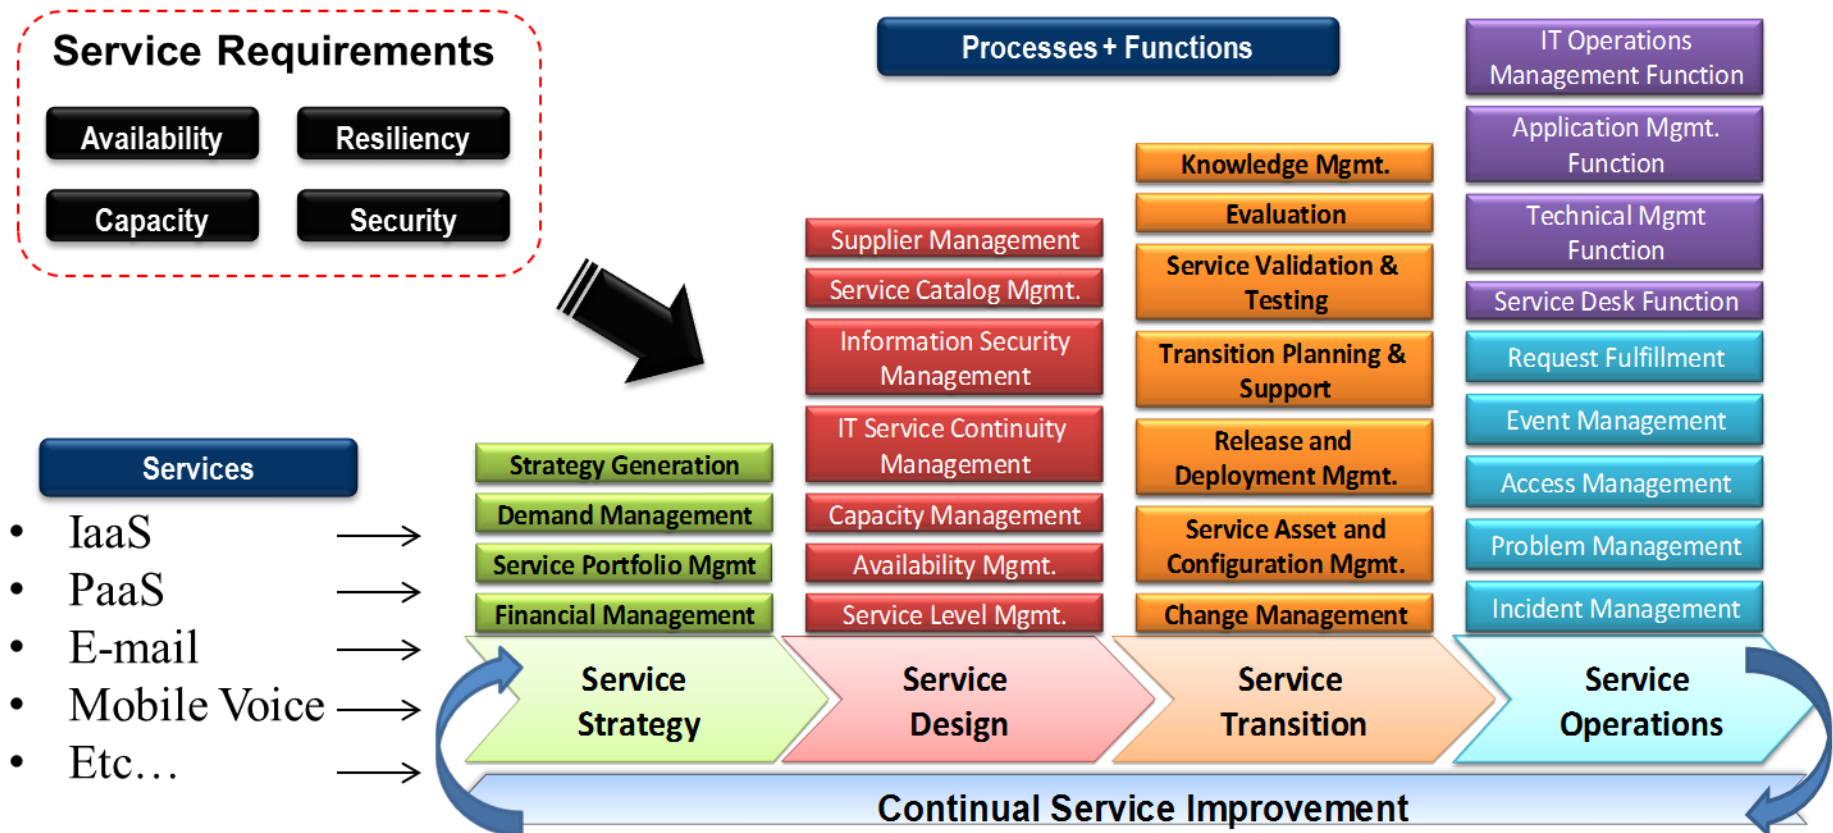 Service Requirements
Availability
Resiliency
Capacity
Security
Processes + Functions
Services
• IaaS
• PaaS
• E-mail
• Mobile Voice
• Etc…
Strategy Generation
Demand Management
Service Portfolio Mgmt
Financial Management
Service
Strategy
Supplier Management
Service Catalog Mgmt.
Information Security
Management
IT Service Continuity
Management
Capacity Management
Availability Mgmt.
Service Level Mgmt.
Service
Design
Knowledge Mgmt.
Evaluation
Service Validation &
Testing
Transition Planning &
Support
Release and
Deployment Mgmt.
Service Asset and
Configuration Mgmt.
Change Management
Service
Transition
IT Operations
Management Function
Application Mgmt.
Function
Technical Mgmt
Function
Service Desk Function
Request Fulfillment
Event Management
Access Management
Problem Management
Incident Management
Service
Operations
Continual Service Improvement